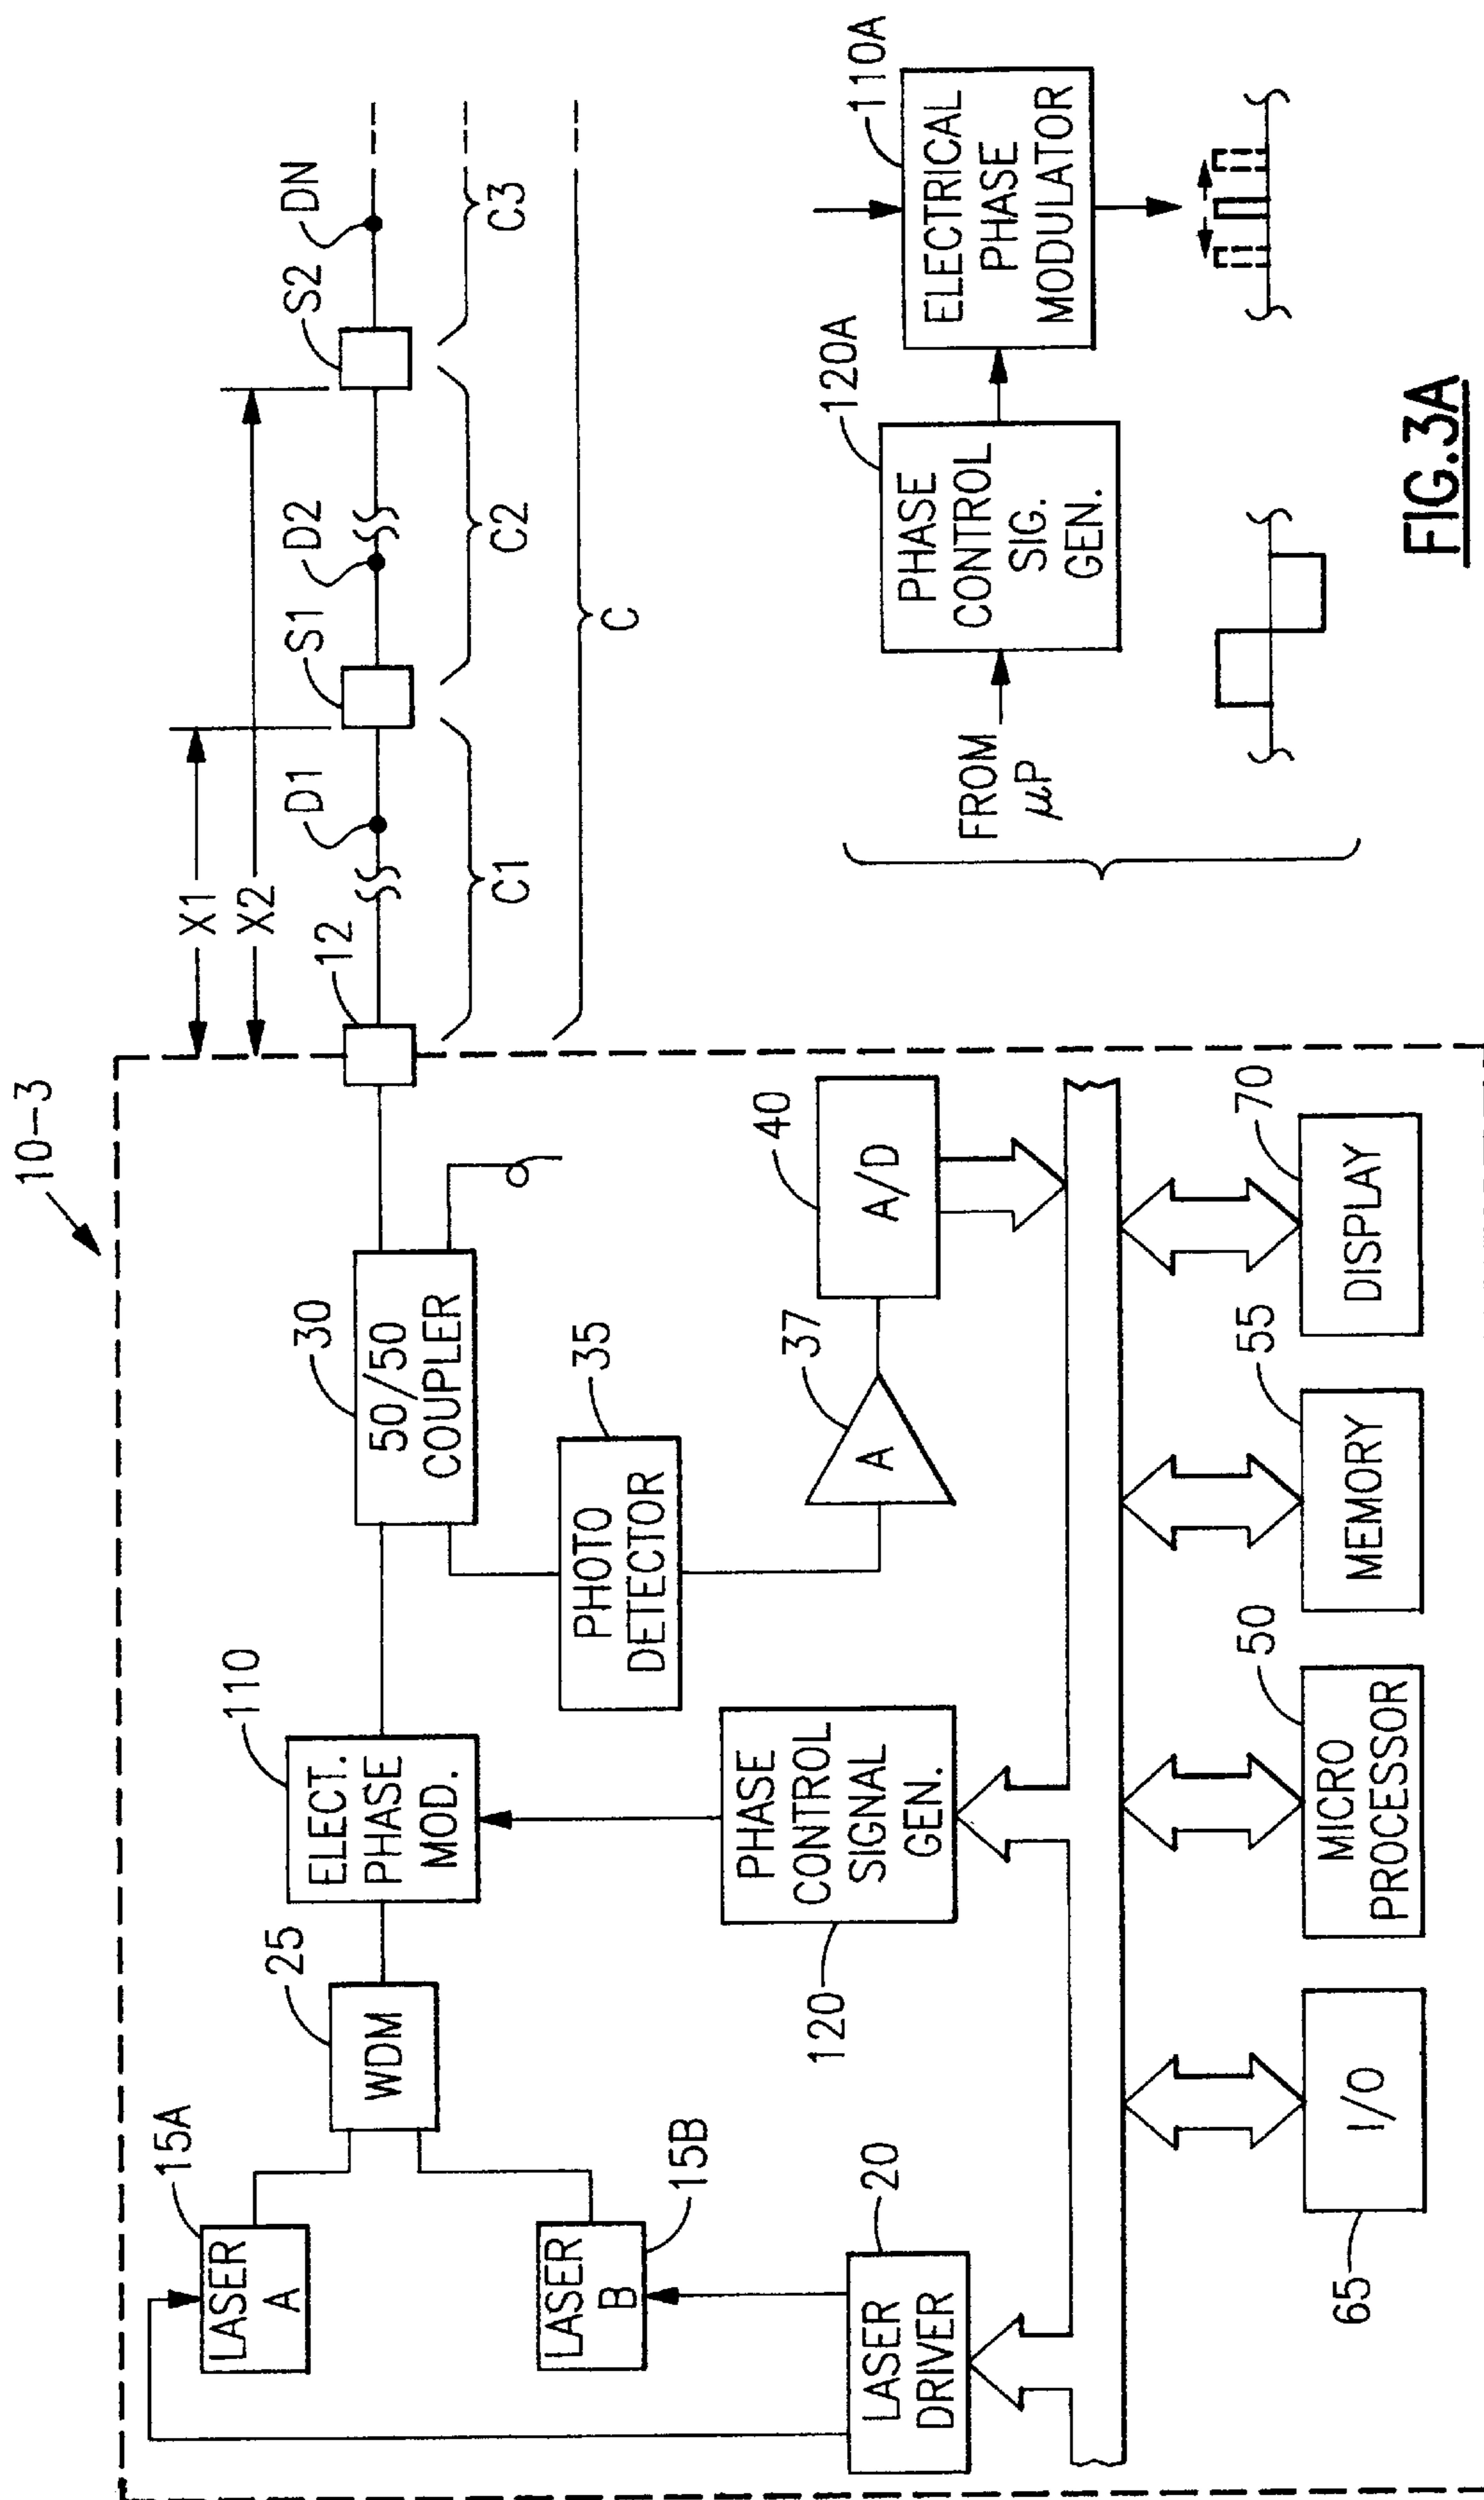 10-3
X1
X2
15A
LASER
A
25
WDM
110
ELECT.
PHASE
MOD.
30
50/50
COUPLER
12
D1
S1
D2
S2
DN
C1
C2
C3
C
LASER
B
15B
PHOTO
DETECTOR
35
20
LASER
DRIVER
120
PHASE
CONTROL
SIGNAL
GEN.
A
37
A/D
40
65
I/O
50
MICRO
PROCESSOR
55
MEMORY
70
DISPLAY
FROM
μP
120A
PHASE
CONTROL
SIG.
GEN.
110A
ELECTRICAL
PHASE
MODULATOR
FIG.3A